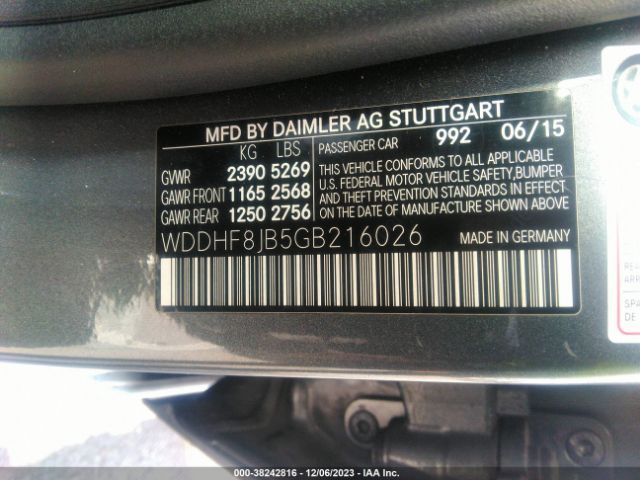 MFD BY DAIMLER AG STUTTGART
KG LBS
GVWR 2390 5269
GAWR FRONT 1165 2568
GAWR REAR 1250 2756
PASSENGER CAR 992 06/15
THIS VEHICLE CONFORMS TO ALL APPLICABLE
U.S. FEDERAL MOTOR VEHICLE SAFETY, BUMPER
AND THEFT PREVENTION STANDARDS IN EFFECT
ON THE DATE OF MANUFACTURE SHOWN ABOVE
WDDHF8JB5GB216026 MADE IN GERMANY
000-38242816 - 12/06/2023 - IAA Inc.